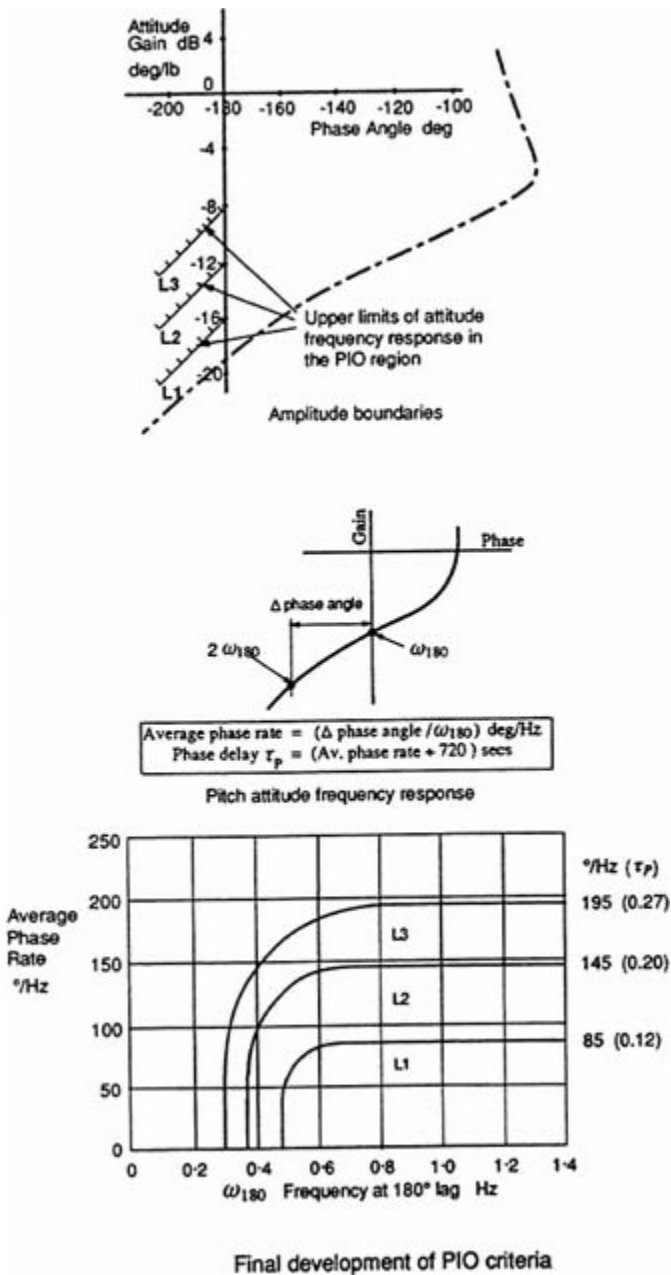 Attitude
Gain dB
deg/lb
4
0
-200 -180 -160 -140 -120 -100
Phase Angle deg
-4
-8
-12
-16
-20
L3
L2
L1
Upper limits of attitude
frequency response in
the PIO region
Amplitude boundaries
Gain
Phase
Δ phase angle
2 ω180
ω180
Average phase rate = (Δ phase angle /ω180) deg/Hz
Phase delay τp = (Av. phase rate ÷ 720) secs
Pitch attitude frequency response
250
200
150
100
50
0
Average
Phase
Rate
°/Hz
L3
L2
L1
°/Hz (τP)
195 (0.27)
145 (0.20)
85 (0.12)
0 0·2 0·4 0·6 0·8 1·0 1·2 1·4
ω180 Frequency at 180° lag Hz
Final development of PIO criteria